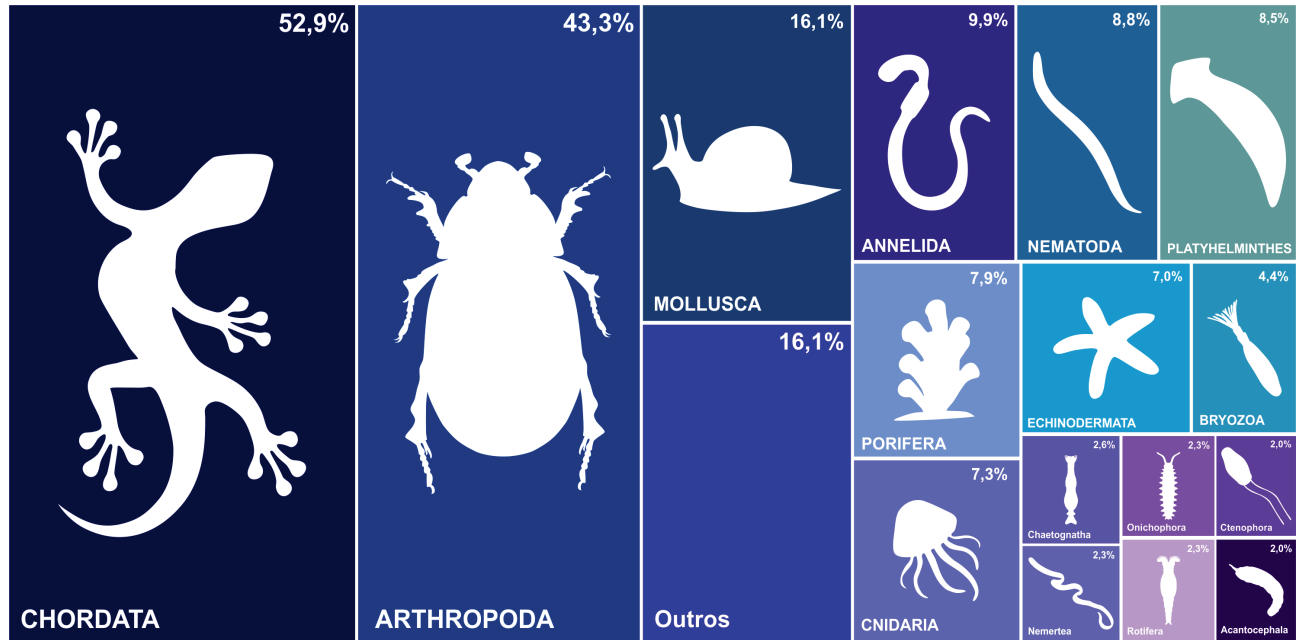 52,9%
CHORDATA
43,3%
ARTHROPODA
16,1%
MOLLUSCA
16,1%
Outros
9,9%
ANNELIDA
8,8%
NEMATODA
8,5%
PLATYHELMINTHES
7,9%
PORIFERA
7,0%
ECHINODERMATA
4,4%
BRYOZOA
7,3%
CNIDARIA
2,6%
Chaetognatha
2,3%
Onichophora
2,0%
Ctenophora
2,3%
Nemertea
2,3%
Rotifera
2,0%
Acantocephala